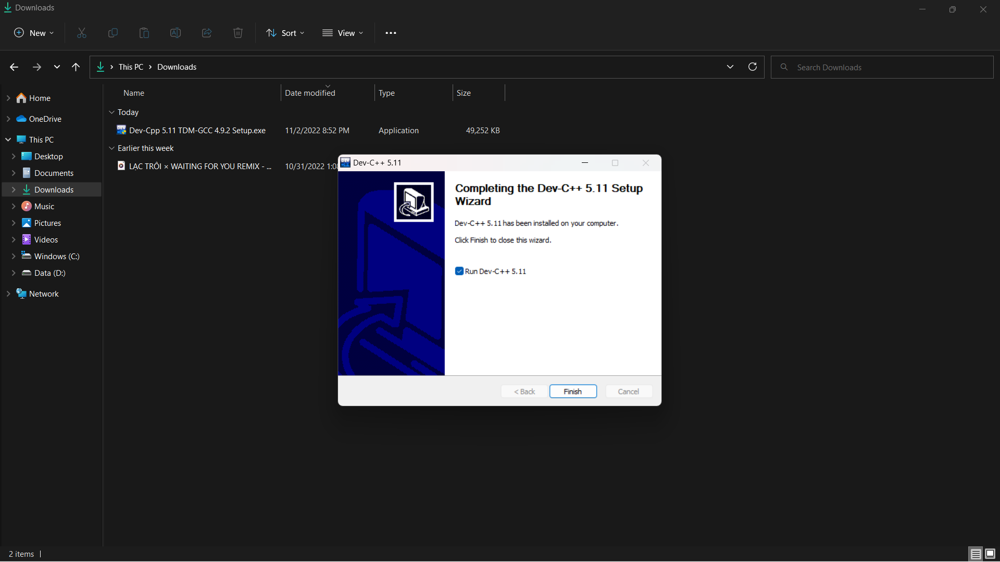 Downloads
New
Sort
View
This PC
Downloads
Search Downloads
Name
Date modified
Type
Size
Home
OneDrive
This PC
Desktop
Documents
Downloads
Music
Pictures
Videos
Windows (C:)
Data (D:)
Network
Today
Dev-Cpp 5.11 TDM-GCC 4.9.2 Setup.exe 11/2/2022 8:52 PM Application 49,252 KB
Earlier this week
LẠC TRÔI × WAITING FOR YOU REMIX - ... 10/31/2022
Dev-C++ 5.11
Completing the Dev-C++ 5.11 Setup
Wizard
Dev-C++ 5.11 has been installed on your computer.
Click Finish to close this wizard.
Run Dev-C++ 5.11
< Back
Finish
Cancel
2 items